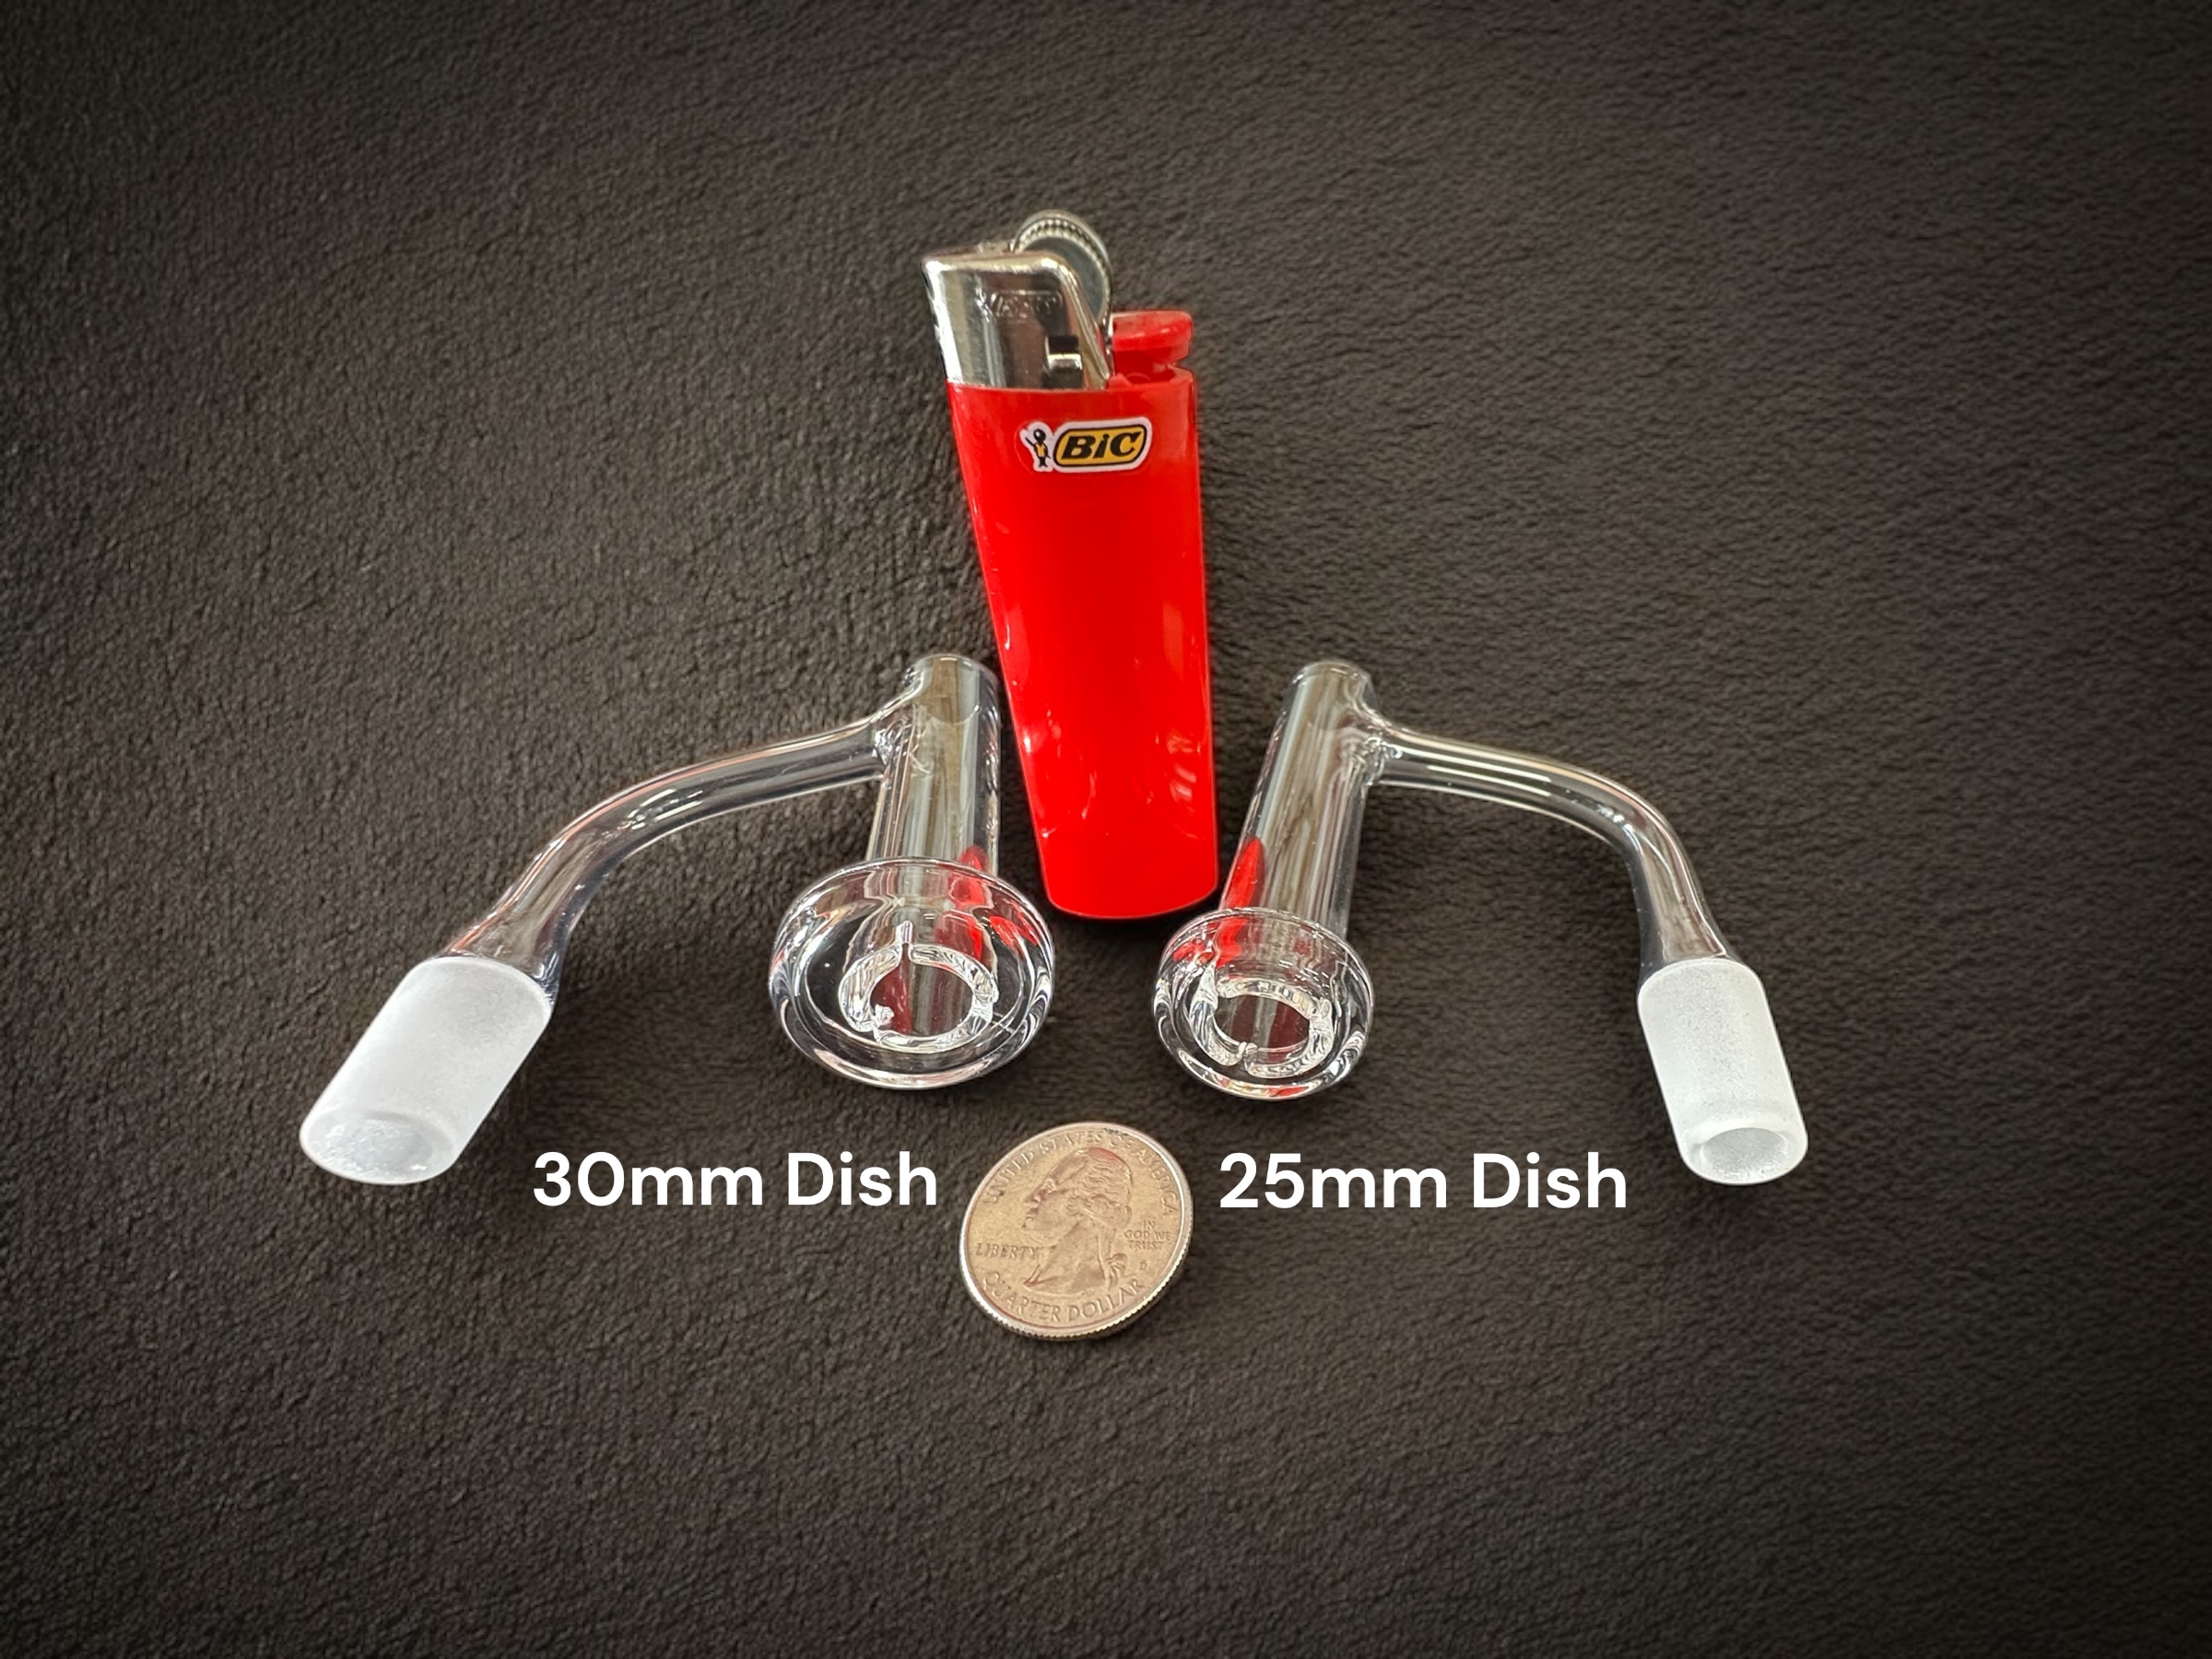 BiC
30mm Dish
25mm Dish
UNITED STATES OF AMERICA
LIBERTY
IN
GOD WE
TRUST
QUARTER DOLLAR